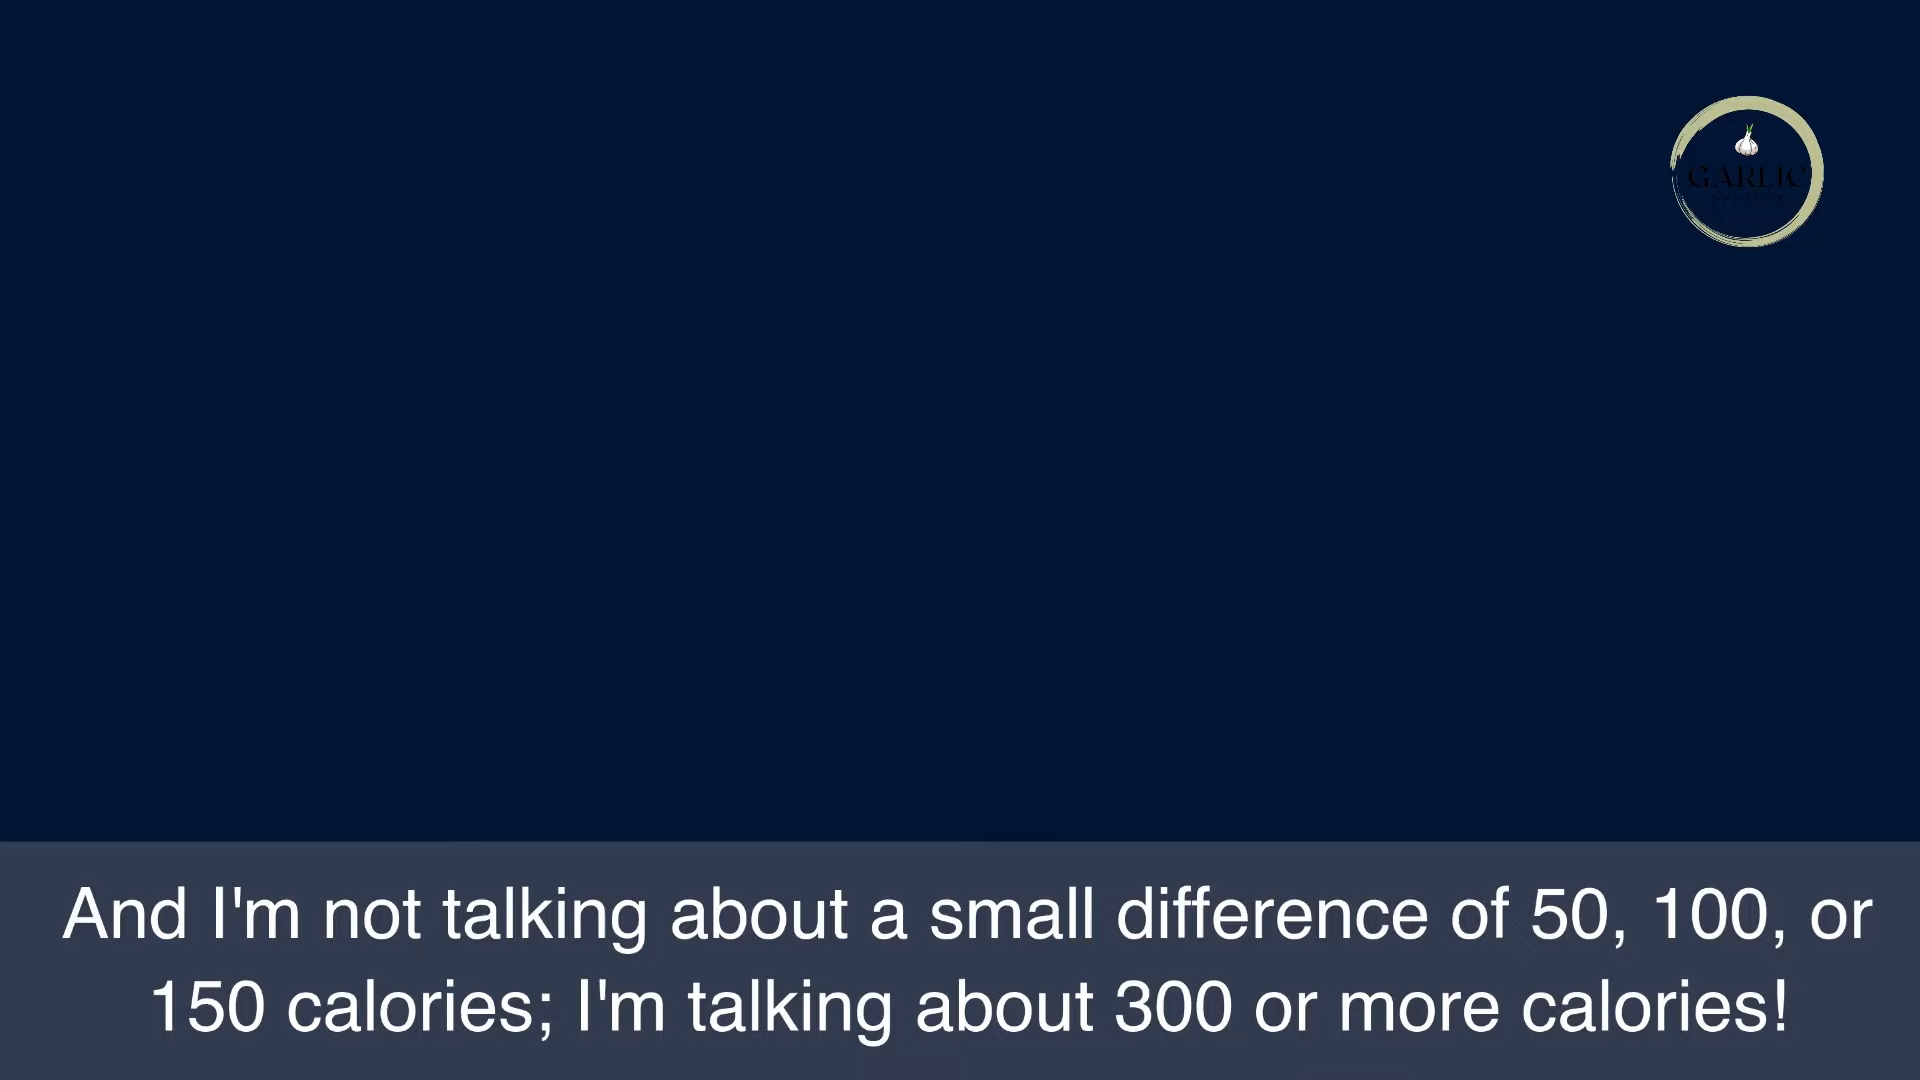 GARLIC
And I'm not talking about a small difference of 50, 100, or
150 calories; I'm talking about 300 or more calories!